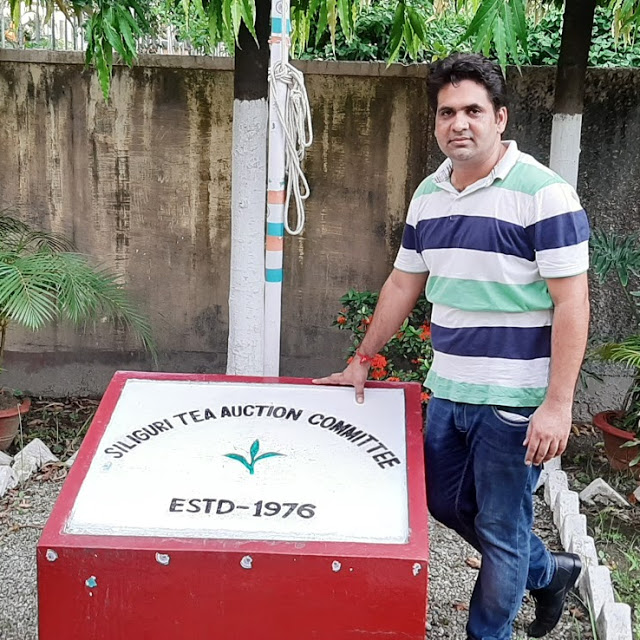 SILIGURI TEA AUCTION COMMITTEE
ESTD-1976